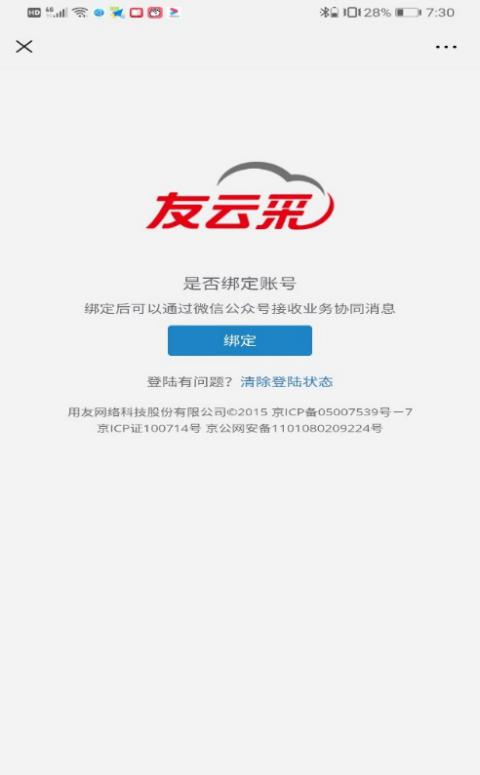 HD 4G 28% 7:30
友云采
是否绑定账号
绑定后可以通过微信公众号接收业务协同消息
绑定
登陆有问题？清除登陆状态
用友网络科技股份有限公司©2015 京ICP备05007539号-7
京ICP证100714号 京公网安备1101080209224号